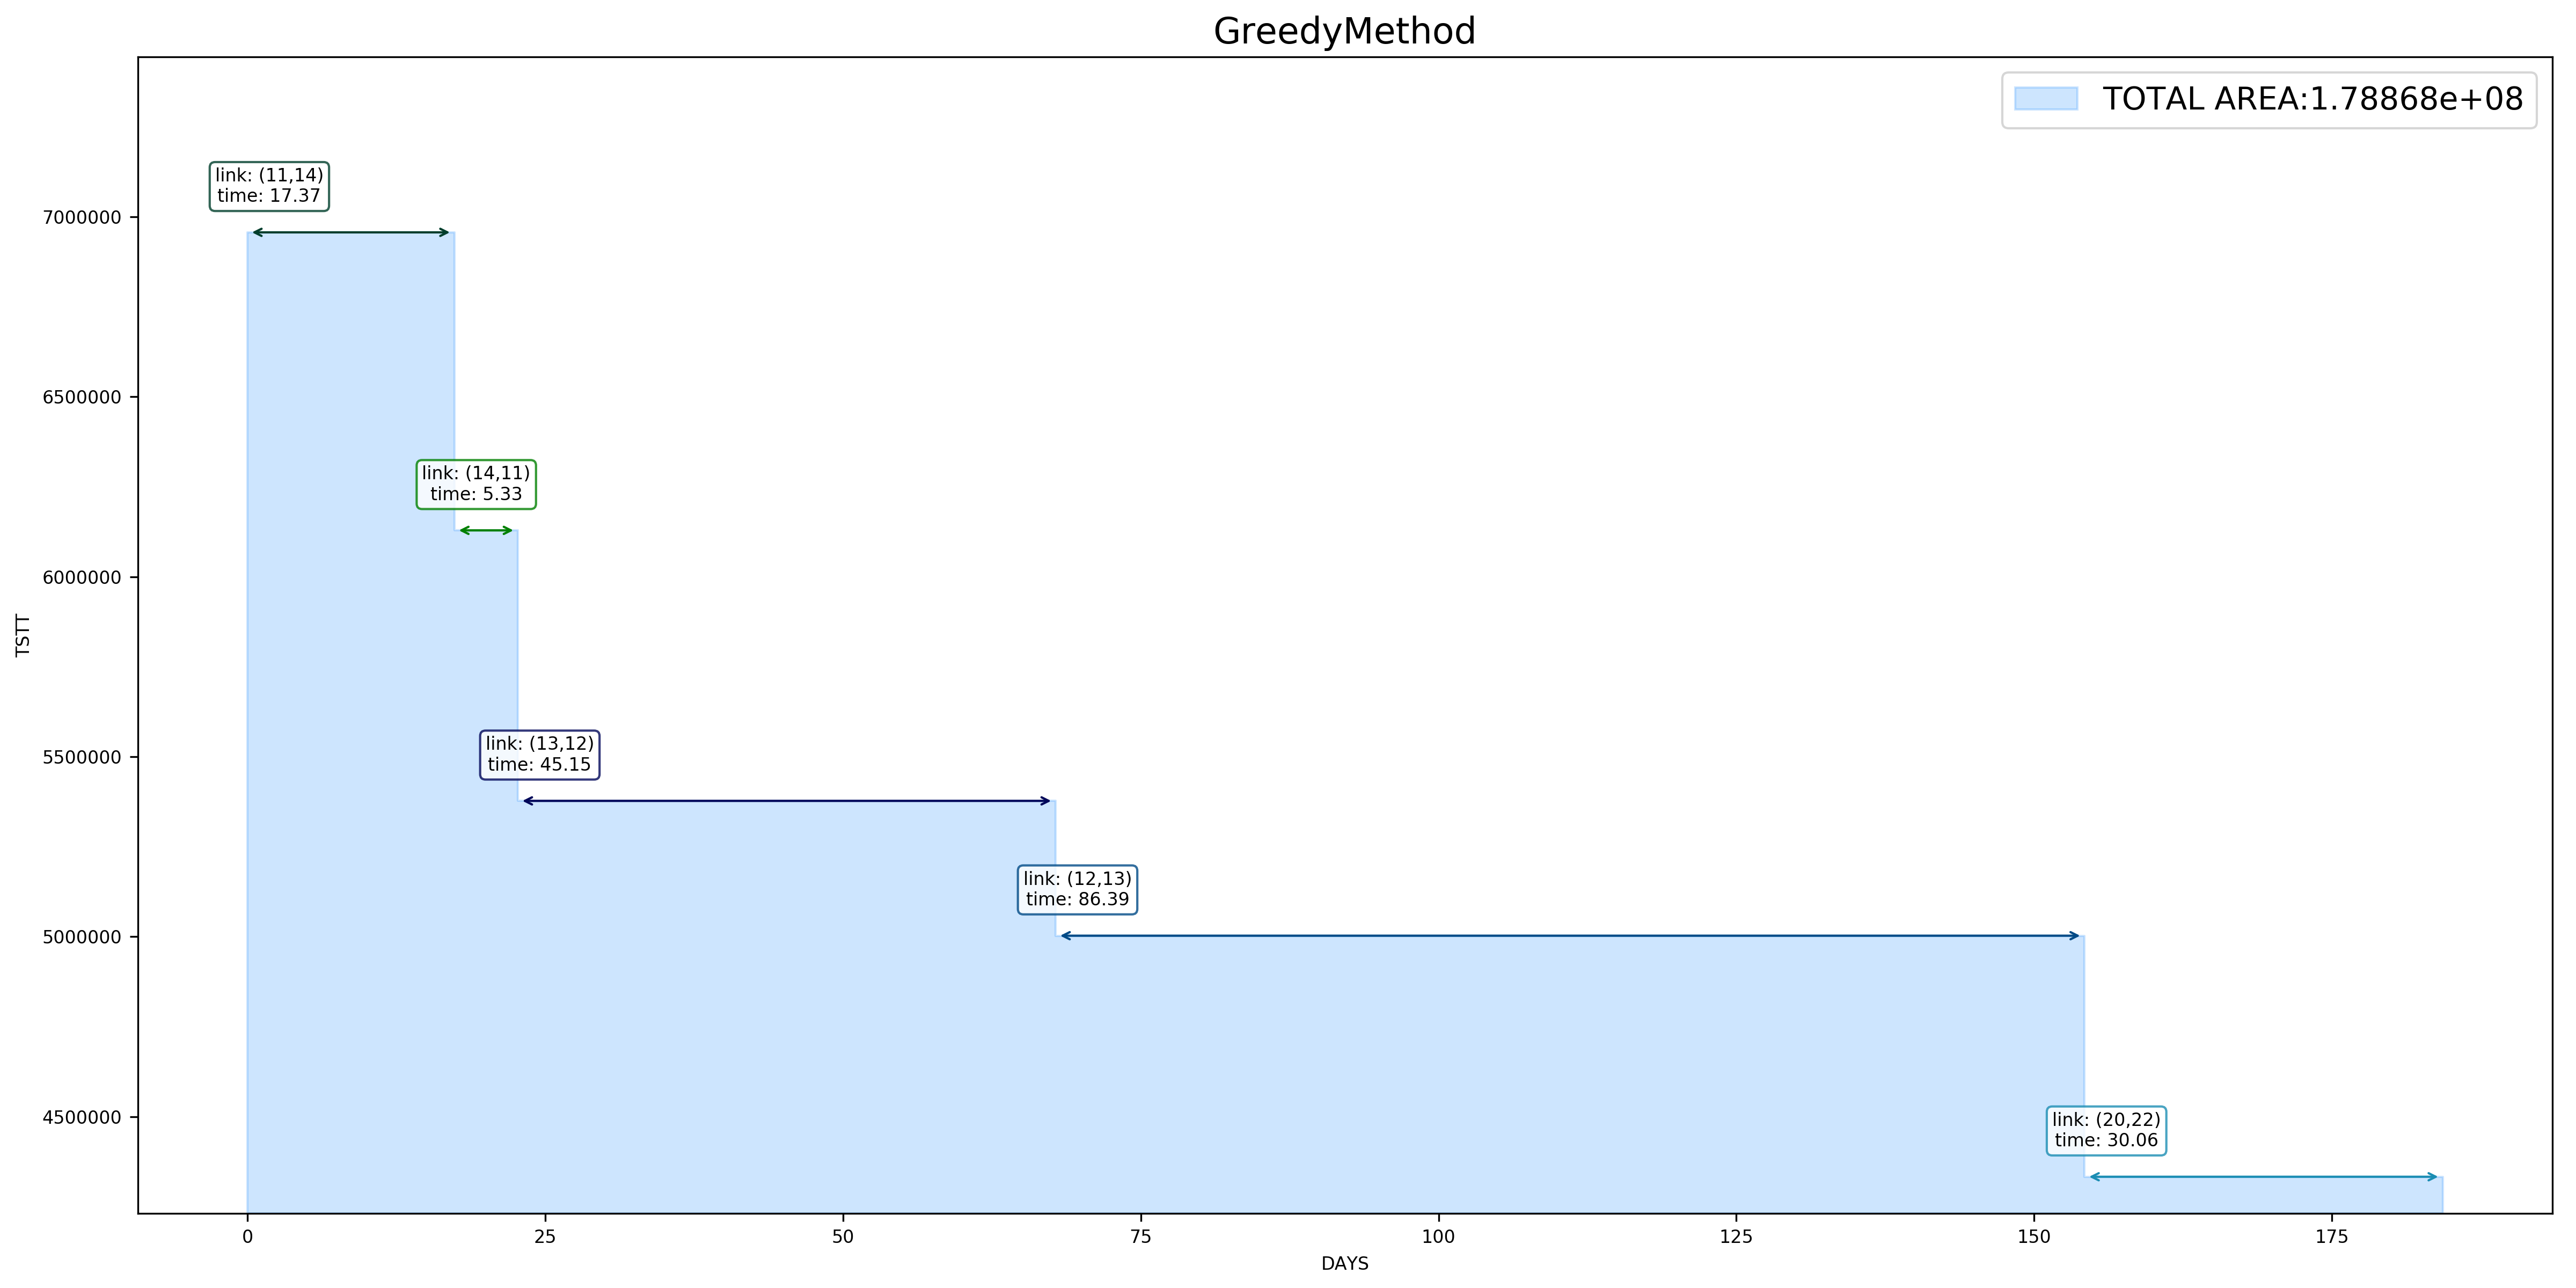 GreedyMethod
TOTAL AREA:1.78868e+08
link: (11,14)
time: 17.37
7000000
6500000
link: (14,11)
time: 5.33
6000000
TSTT
link: (13,12)
time: 45.15
5500000
link: (12,13)
time: 86.39
5000000
link: (20,22)
time: 30.06
4500000
0 25 50 75 100 125 150 175
DAYS